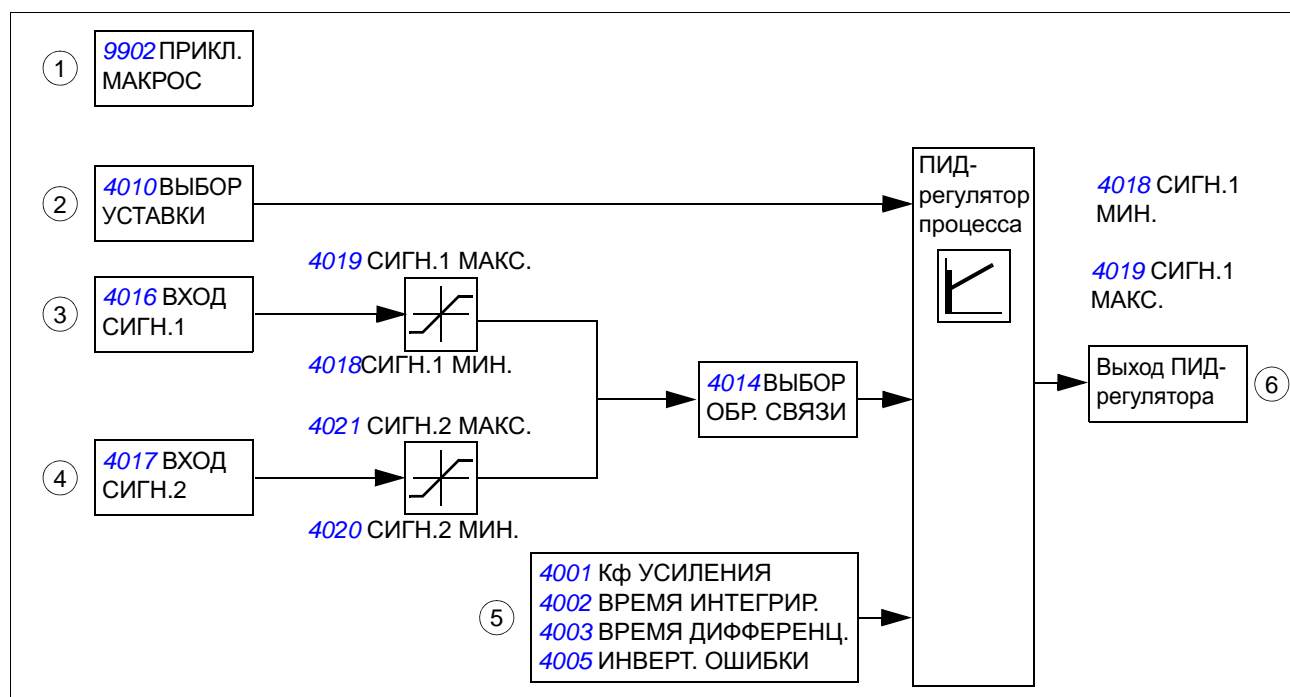 1
9902 ПРИКЛ.
МАКРОС
2
4010 ВЫБОР
УСТАВКИ
3
4016 ВХОД
СИГН.1
4019 СИГН.1 МАКС.
4018 СИГН.1 МИН.
4
4017 ВХОД
СИГН.2
4021 СИГН.2 МАКС.
4020 СИГН.2 МИН.
4014 ВЫБОР
ОБР. СВЯЗИ
5
4001 Кф УСИЛЕНИЯ
4002 ВРЕМЯ ИНТЕГРИР.
4003 ВРЕМЯ ДИФФЕРЕНЦ.
4005 ИНВЕРТ. ОШИБКИ
ПИД-
регулятор
процесса
4018 СИГН.1
МИН.
4019 СИГН.1
МАКС.
Выход ПИД-
регулятора
6